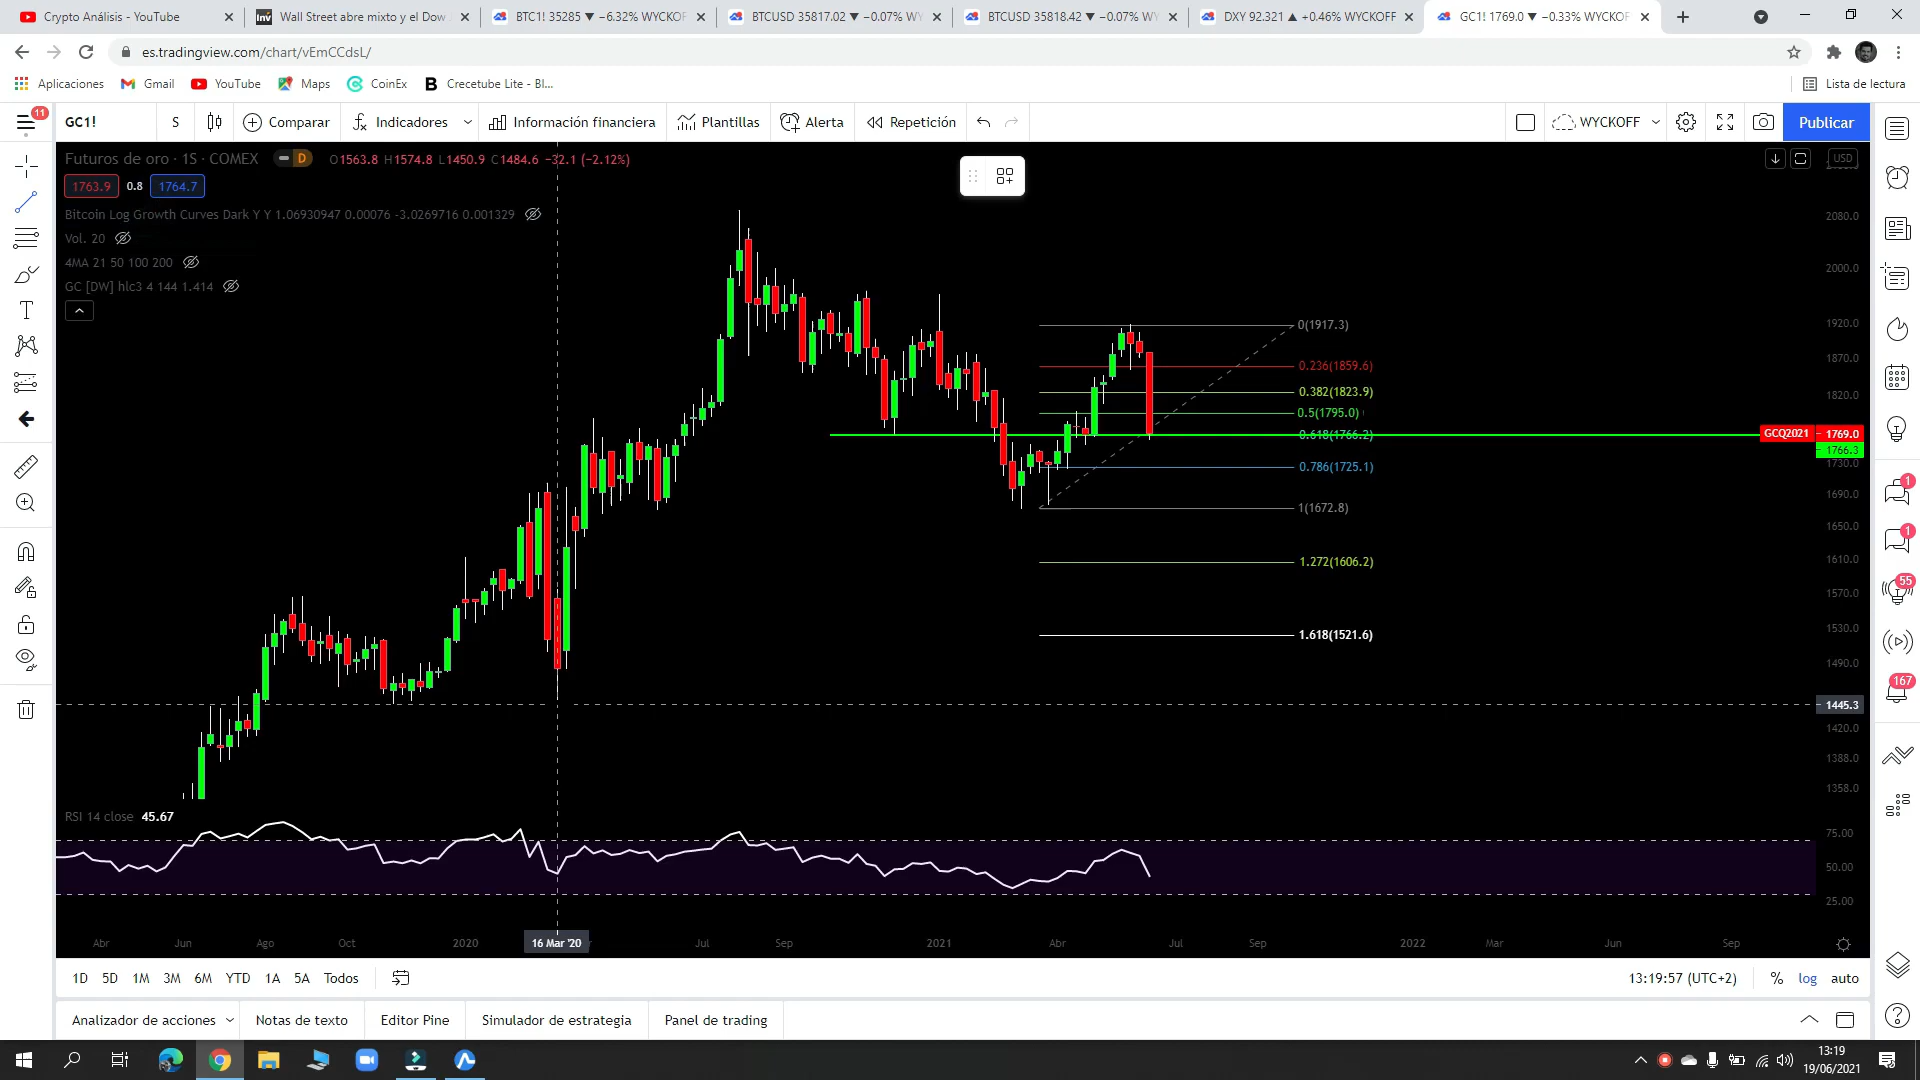 Crypto Análisis - YouTube
Wall Street abre mixto y el Dow
BTC1! 35285 ▼ −6.32% WYCKOF
BTCUSD 35817.02 ▼ −0.07% WY
BTCUSD 35818.42 ▼ −0.07% WY
DXY 92.321 ▲ +0.46% WYCKOFF
GC1! 1769.0 ▼ −0.33% WYCKOF
es.tradingview.com/chart/vEmCCdsL/
Aplicaciones
Gmail
YouTube
Maps
CoinEx
Crecetube Lite - Bl...
Lista de lectura
11
GC1!
S
Comparar
Indicadores
Información financiera
Plantillas
Alerta
Repetición
WYCKOFF
Publicar
Futuros de oro · 1S · COMEX
D
O1563.8 H1574.8 L1450.9 C1484.6 −32.1 (−2.12%)
1763.9
0.8
1764.7
Bitcoin Log Growth Curves Dark Y Y 1.06930947 0.00076 -3.0269716 0.001329
Vol. 20
4MA 21 50 100 200
GC [DW] hlc3 4 144 1.414
USD
2080.0
2000.0
1920.0
1870.0
1820.0
GCQ2021
1769.0
1766.3
1730.0
1690.0
1650.0
1610.0
1570.0
1530.0
1490.0
1445.3
1420.0
1388.0
1358.0
0(1917.3)
0.236(1859.6)
0.382(1823.9)
0.5(1795.0)
0.618(1766.2)
0.786(1725.1)
1(1672.8)
1.272(1606.2)
1.618(1521.6)
RSI 14 close 45.67
75.00
50.00
25.00
Abr
Jun
Ago
Oct
2020
16 Mar '20
Jul
Sep
2021
Abr
Jul
Sep
2022
Mar
Jun
Sep
1
1
55
167
1D
5D
1M
3M
6M
YTD
1A
5A
Todos
13:19:57 (UTC+2)
%
log
auto
Analizador de acciones
Notas de texto
Editor Pine
Simulador de estrategia
Panel de trading
13:19
19/06/2021